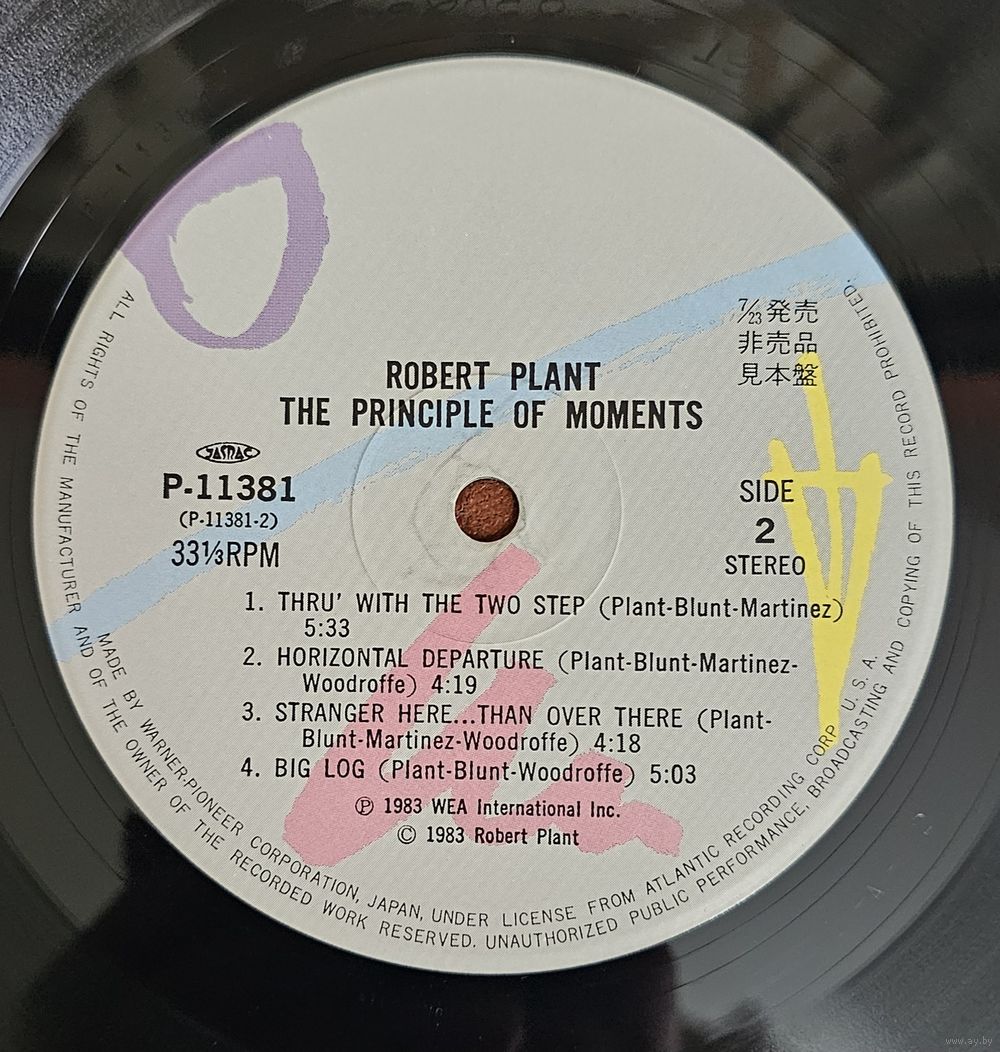 ROBERT PLANT
THE PRINCIPLE OF MOMENTS
7/23発売
非売品
見本盤
JASRAC
P-11381
(P-11381-2)
33⅓RPM
SIDE
2
STEREO
1. THRU' WITH THE TWO STEP (Plant-Blunt-Martinez)
5:33
2. HORIZONTAL DEPARTURE (Plant-Blunt-Martinez-
Woodroffe) 4:19
3. STRANGER HERE...THAN OVER THERE (Plant-
Blunt-Martinez-Woodroffe) 4:18
4. BIG LOG (Plant-Blunt-Woodroffe) 5:03
℗ 1983 WEA International Inc.
© 1983 Robert Plant
MADE BY WARNER-PIONEER CORPORATION, JAPAN, UNDER LICENSE FROM ATLANTIC RECORDING CORP. U. S. A.
ALL RIGHTS OF THE MANUFACTURER AND OF THE OWNER OF THE RECORDED WORK RESERVED. UNAUTHORIZED PUBLIC PERFORMANCE, BROADCASTING AND COPYING OF THIS RECORD PROHIBITED.
www.ay.by